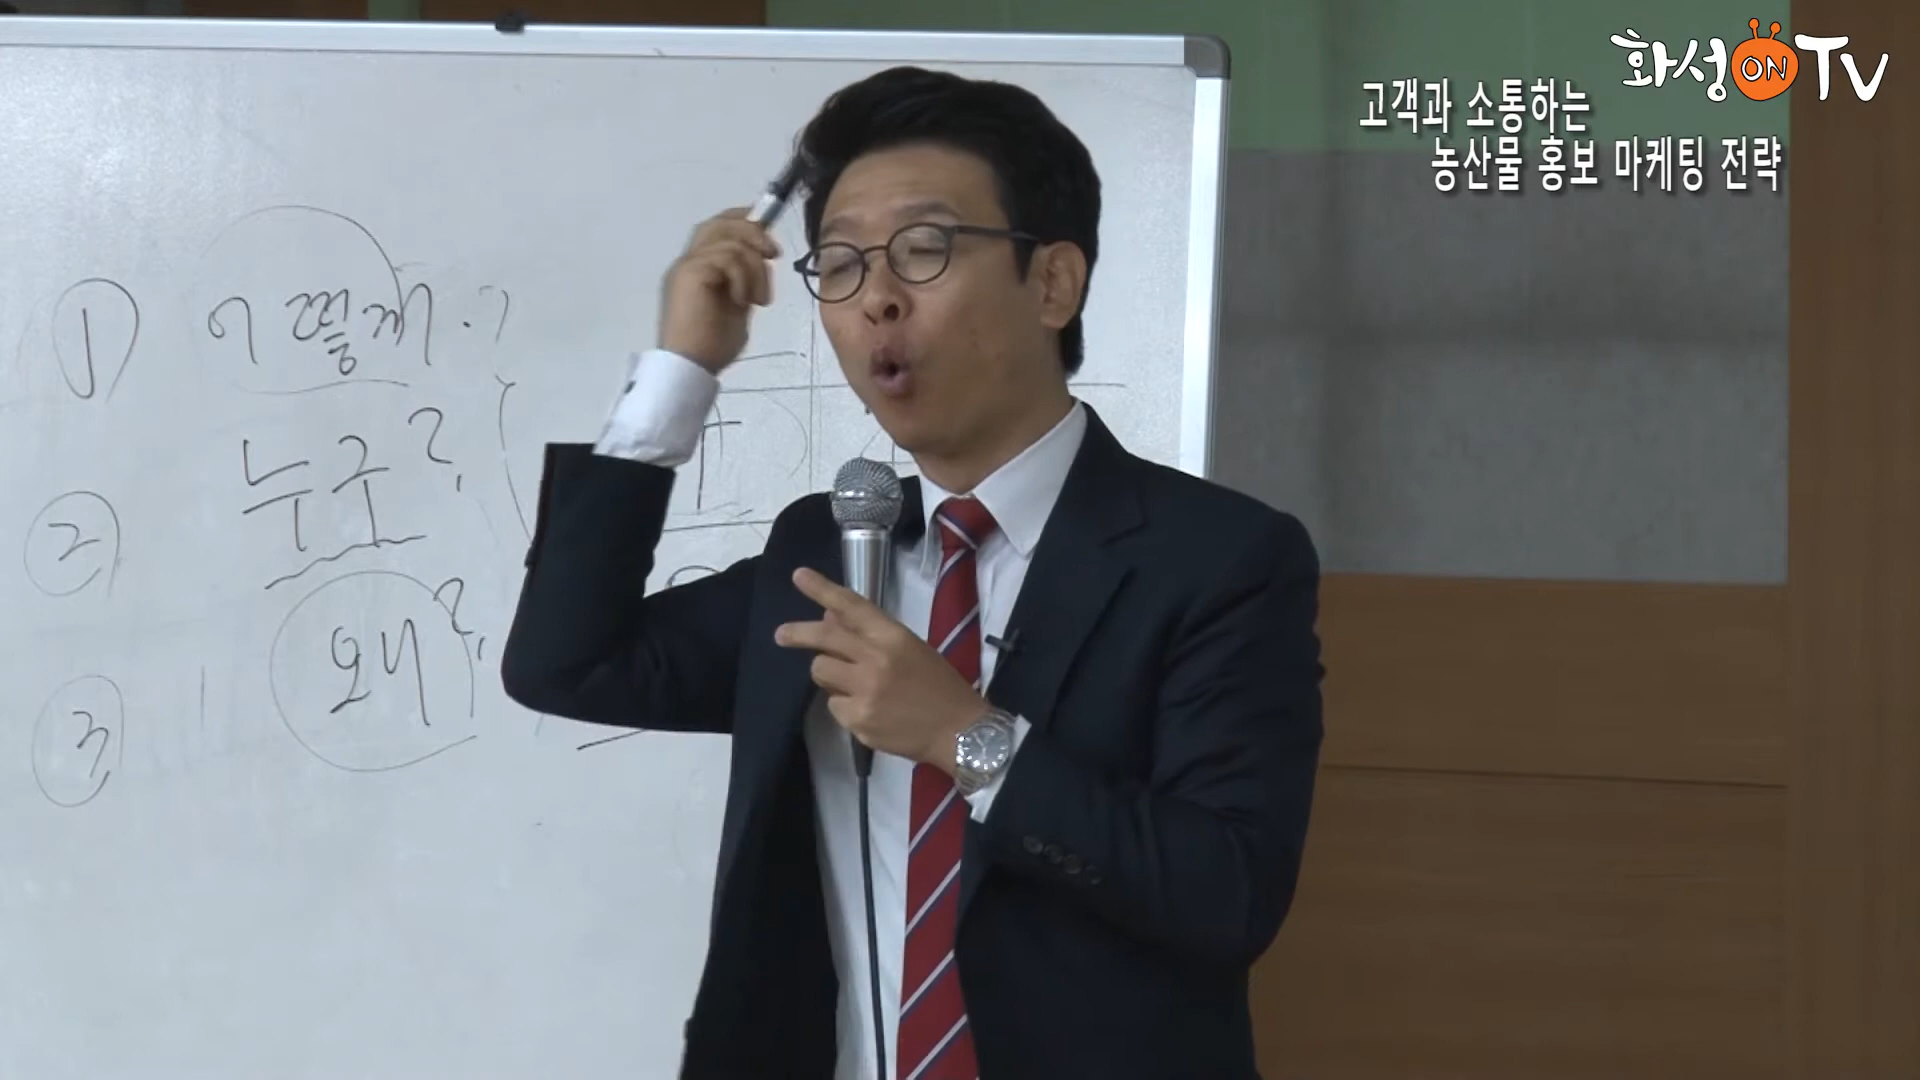 화성ONTV
고객과 소통하는
농산물 홍보 마케팅 전략
① 어떻게?
② 누구?
③ 왜?